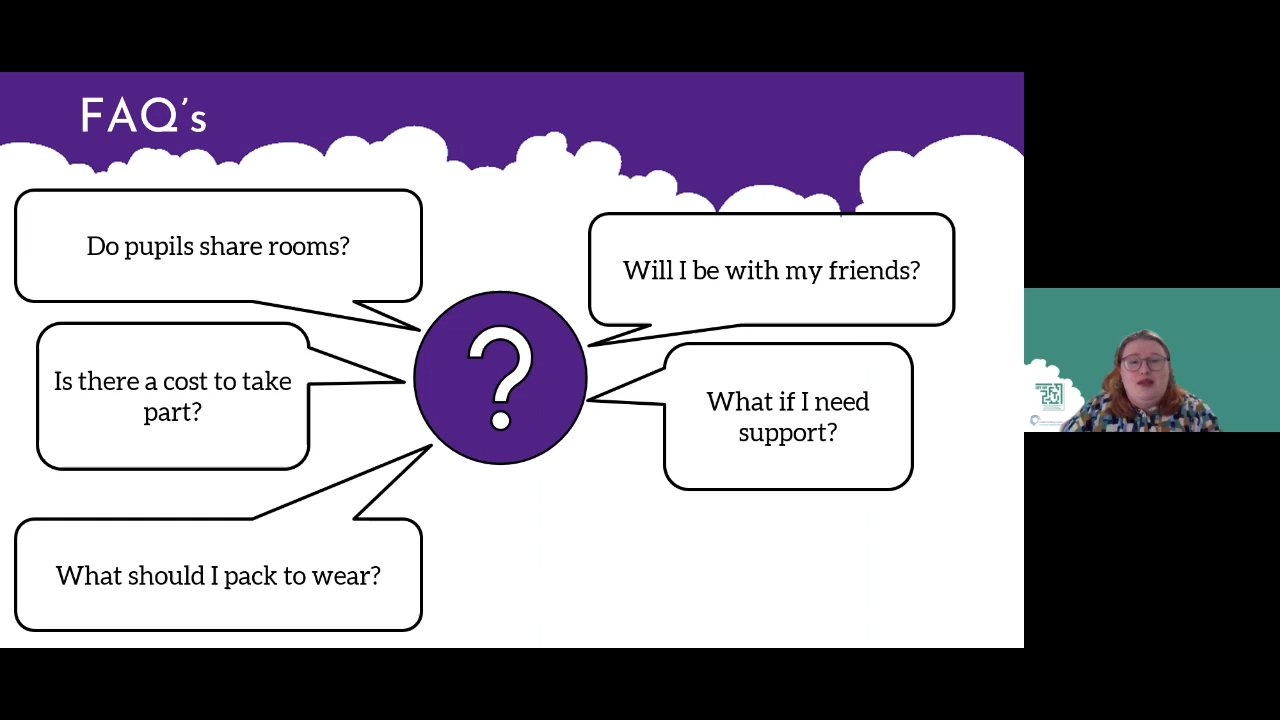 FAQ's
Do pupils share rooms?
Will I be with my friends?
Is there a cost to take
part?
What if I need
support?
?
What should I pack to wear?